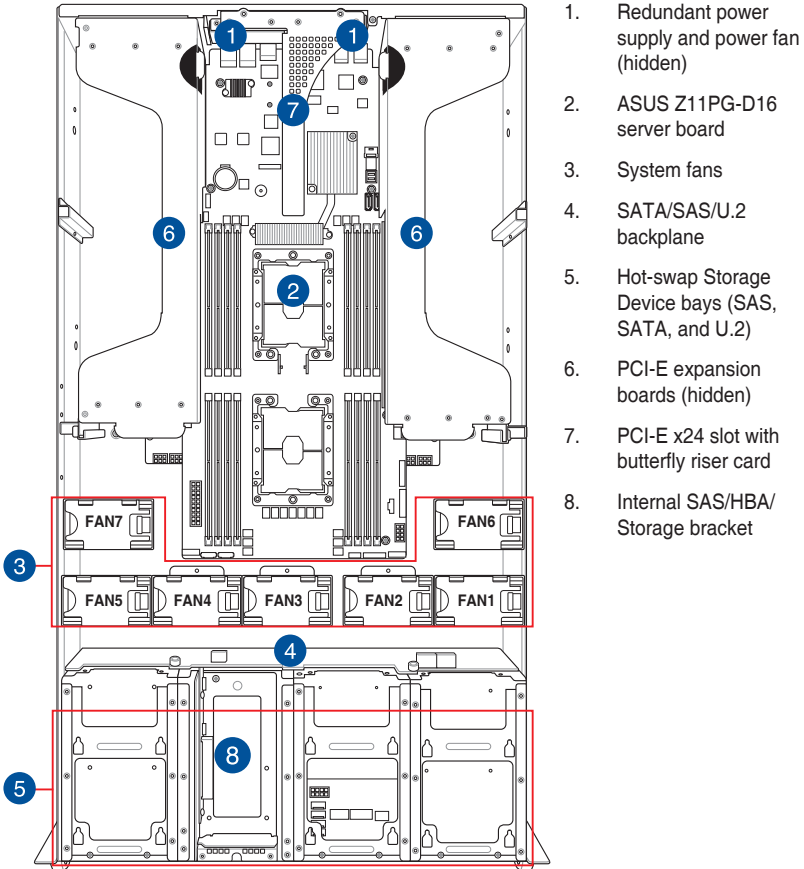 1
1
7
6
6
2
FAN7
FAN6
3
FAN5
FAN4
FAN3
FAN2
FAN1
4
8
5
1. Redundant power
supply and power fan
(hidden)
2. ASUS Z11PG-D16
server board
3. System fans
4. SATA/SAS/U.2
backplane
5. Hot-swap Storage
Device bays (SAS,
SATA, and U.2)
6. PCI-E expansion
boards (hidden)
7. PCI-E x24 slot with
butterfly riser card
8. Internal SAS/HBA/
Storage bracket